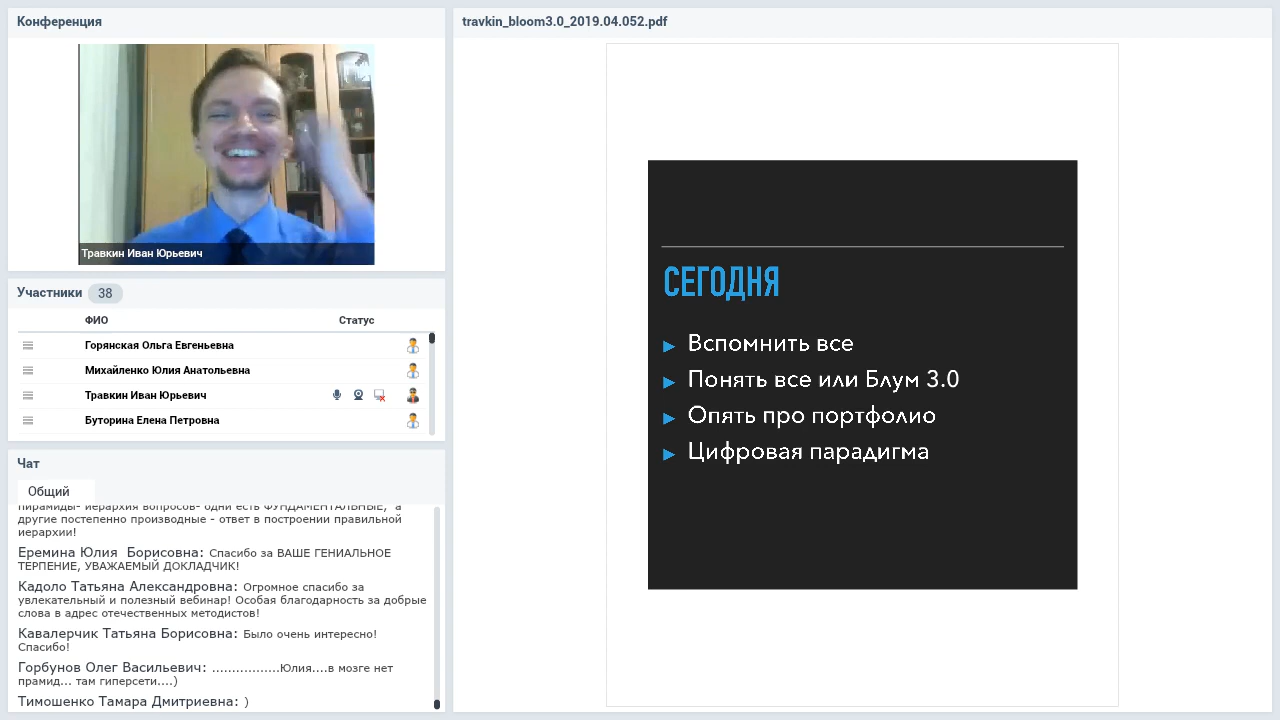 Конференция
Травкин Иван Юрьевич
Участники 38
ФИО Статус
Горянская Ольга Евгеньевна
Михайленко Юлия Анатольевна
Травкин Иван Юрьевич
Буторина Елена Петровна
Чат
Общий
пирамиды- иерархия вопросов- одни есть ФУНДАМЕНТАЛЬНЫЕ, а
другие постепенно производные - ответ в построении правильной
иерархии!
Еремина Юлия Борисовна: Спасибо за ВАШЕ ГЕНИАЛЬНОЕ
ТЕРПЕНИЕ, УВАЖАЕМЫЙ ДОКЛАДЧИК!
Кадоло Татьяна Александровна: Огромное спасибо за
увлекательный и полезный вебинар! Особая благодарность за добрые
слова в адрес отечественных методистов!
Кавалерчик Татьяна Борисовна: Было очень интересно!
Спасибо!
Горбунов Олег Васильевич: .................Юлия....в мозге нет
прамид... там гиперсети....)
Тимошенко Тамара Дмитриевна: )
travkin_bloom3.0_2019.04.052.pdf
СЕГОДНЯ
Вспомнить все
Понять все или Блум 3.0
Опять про портфолио
Цифровая парадигма